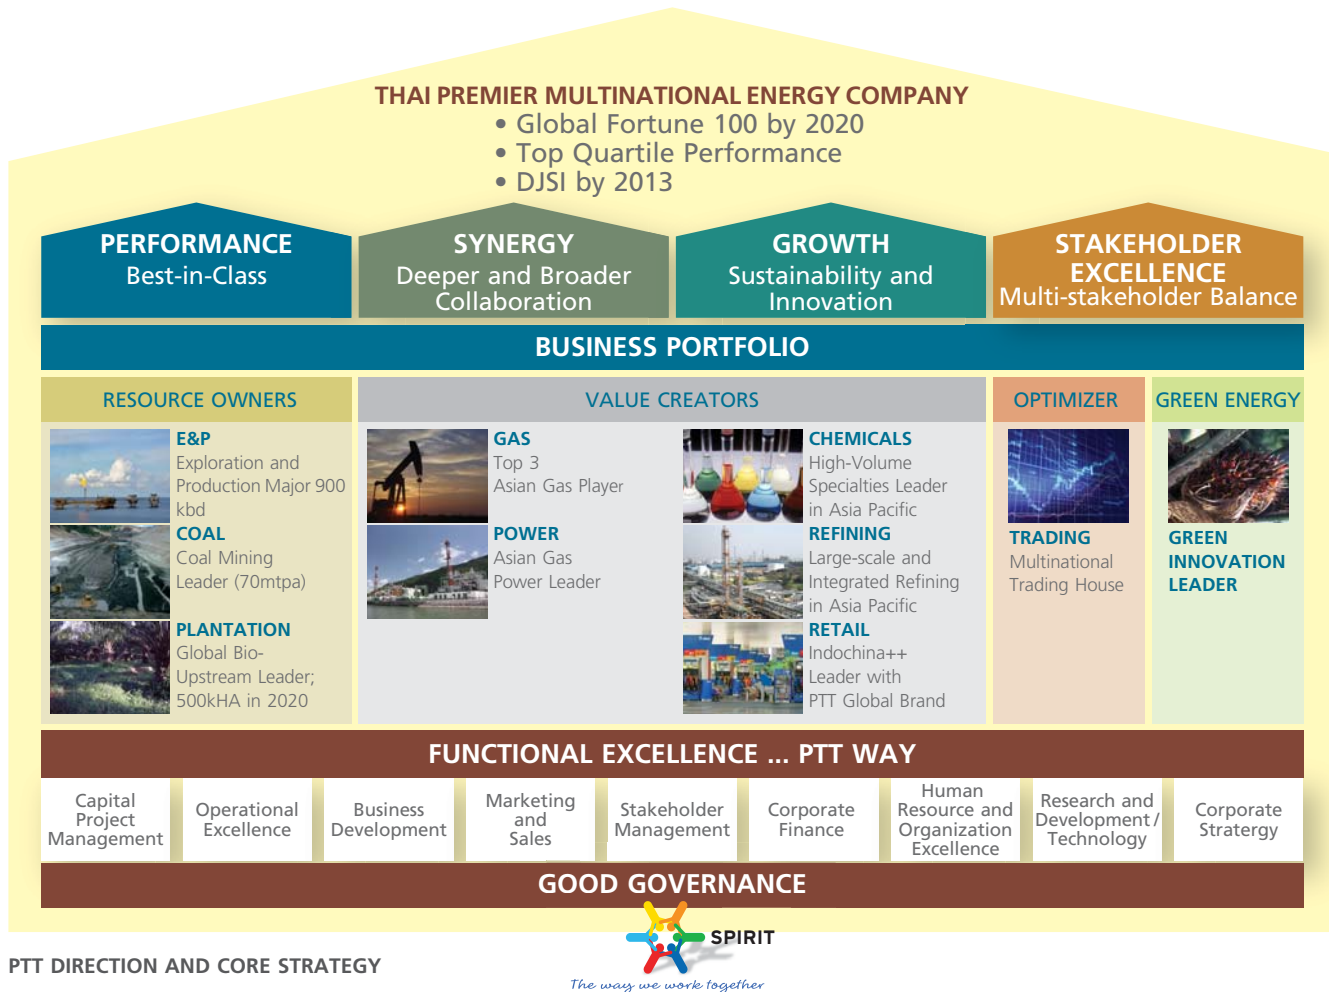 THAI PREMIER MULTINATIONAL ENERGY COMPANY
• Global Fortune 100 by 2020
• Top Quartile Performance
• DJSI by 2013
PERFORMANCE
Best-in-Class
SYNERGY
Deeper and Broader
Collaboration
GROWTH
Sustainability and
Innovation
STAKEHOLDER
EXCELLENCE
Multi-stakeholder Balance
BUSINESS PORTFOLIO
RESOURCE OWNERS
E&P
Exploration and
Production Major 900
kbd
COAL
Coal Mining
Leader (70mtpa)
PLANTATION
Global Bio-
Upstream Leader;
500kHA in 2020
VALUE CREATORS
GAS
Top 3
Asian Gas Player
POWER
Asian Gas
Power Leader
CHEMICALS
High-Volume
Specialties Leader
in Asia Pacific
REFINING
Large-scale and
Integrated Refining
in Asia Pacific
RETAIL
Indochina++
Leader with
PTT Global Brand
OPTIMIZER
TRADING
Multinational
Trading House
GREEN ENERGY
GREEN
INNOVATION
LEADER
FUNCTIONAL EXCELLENCE ... PTT WAY
Capital
Project
Management
Operational
Excellence
Business
Development
Marketing
and
Sales
Stakeholder
Management
Corporate
Finance
Human
Resource and
Organization
Excellence
Research and
Development /
Technology
Corporate
Stratergy
GOOD GOVERNANCE
SPIRIT
The way we work together
PTT DIRECTION AND CORE STRATEGY